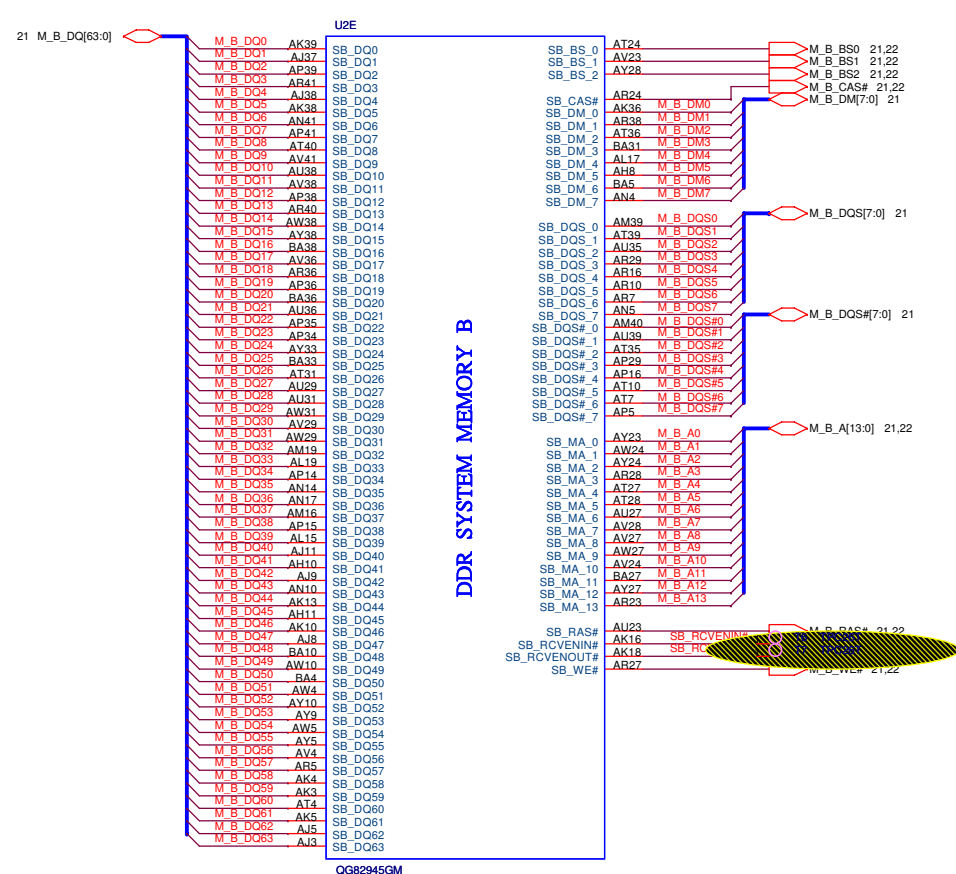 U2E
21 M_B_DQ[63:0]
M_B_DQ0 AK39 SB_DQ0
M_B_DQ1 AJ37 SB_DQ1
M_B_DQ2 AP39 SB_DQ2
M_B_DQ3 AR41 SB_DQ3
M_B_DQ4 AJ38 SB_DQ4
M_B_DQ5 AK38 SB_DQ5
M_B_DQ6 AN41 SB_DQ6
M_B_DQ7 AP41 SB_DQ7
M_B_DQ8 AT40 SB_DQ8
M_B_DQ9 AV41 SB_DQ9
M_B_DQ10 AU38 SB_DQ10
M_B_DQ11 AV38 SB_DQ11
M_B_DQ12 AP38 SB_DQ12
M_B_DQ13 AR40 SB_DQ13
M_B_DQ14 AW38 SB_DQ14
M_B_DQ15 AY38 SB_DQ15
M_B_DQ16 BA38 SB_DQ16
M_B_DQ17 AV36 SB_DQ17
M_B_DQ18 AR36 SB_DQ18
M_B_DQ19 AP36 SB_DQ19
M_B_DQ20 BA36 SB_DQ20
M_B_DQ21 AU36 SB_DQ21
M_B_DQ22 AP35 SB_DQ22
M_B_DQ23 AP34 SB_DQ23
M_B_DQ24 AY33 SB_DQ24
M_B_DQ25 BA33 SB_DQ25
M_B_DQ26 AT31 SB_DQ26
M_B_DQ27 AU29 SB_DQ27
M_B_DQ28 AU31 SB_DQ28
M_B_DQ29 AW31 SB_DQ29
M_B_DQ30 AV29 SB_DQ30
M_B_DQ31 AW29 SB_DQ31
M_B_DQ32 AM19 SB_DQ32
M_B_DQ33 AL19 SB_DQ33
M_B_DQ34 AP14 SB_DQ34
M_B_DQ35 AN14 SB_DQ35
M_B_DQ36 AN17 SB_DQ36
M_B_DQ37 AM16 SB_DQ37
M_B_DQ38 AP15 SB_DQ38
M_B_DQ39 AL15 SB_DQ39
M_B_DQ40 AJ11 SB_DQ40
M_B_DQ41 AH10 SB_DQ41
M_B_DQ42 AJ9 SB_DQ42
M_B_DQ43 AN10 SB_DQ43
M_B_DQ44 AK13 SB_DQ44
M_B_DQ45 AH11 SB_DQ45
M_B_DQ46 AK10 SB_DQ46
M_B_DQ47 AJ8 SB_DQ47
M_B_DQ48 BA10 SB_DQ48
M_B_DQ49 AW10 SB_DQ49
M_B_DQ50 BA4 SB_DQ50
M_B_DQ51 AW4 SB_DQ51
M_B_DQ52 AY10 SB_DQ52
M_B_DQ53 AY9 SB_DQ53
M_B_DQ54 AW5 SB_DQ54
M_B_DQ55 AY5 SB_DQ55
M_B_DQ56 AV4 SB_DQ56
M_B_DQ57 AR5 SB_DQ57
M_B_DQ58 AK4 SB_DQ58
M_B_DQ59 AK3 SB_DQ59
M_B_DQ60 AT4 SB_DQ60
M_B_DQ61 AK5 SB_DQ61
M_B_DQ62 AJ5 SB_DQ62
M_B_DQ63 AJ3 SB_DQ63
DDR SYSTEM MEMORY B
SB_BS_0 AT24 M_B_BS0 21,22
SB_BS_1 AV23 M_B_BS1 21,22
SB_BS_2 AY28 M_B_BS2 21,22
SB_CAS# AR24 M_B_CAS# 21,22
M_B_DM[7:0] 21
SB_DM_0 AK36 M_B_DM0
SB_DM_1 AR38 M_B_DM1
SB_DM_2 AT36 M_B_DM2
SB_DM_3 BA31 M_B_DM3
SB_DM_4 AL17 M_B_DM4
SB_DM_5 AH8 M_B_DM5
SB_DM_6 BA5 M_B_DM6
SB_DM_7 AN4 M_B_DM7
M_B_DQS[7:0] 21
SB_DQS_0 AM39 M_B_DQS0
SB_DQS_1 AT39 M_B_DQS1
SB_DQS_2 AU35 M_B_DQS2
SB_DQS_3 AR29 M_B_DQS3
SB_DQS_4 AR16 M_B_DQS4
SB_DQS_5 AR10 M_B_DQS5
SB_DQS_6 AR7 M_B_DQS6
SB_DQS_7 AN5 M_B_DQS7
M_B_DQS#[7:0] 21
SB_DQS#_0 AM40 M_B_DQS#0
SB_DQS#_1 AU39 M_B_DQS#1
SB_DQS#_2 AT35 M_B_DQS#2
SB_DQS#_3 AP29 M_B_DQS#3
SB_DQS#_4 AP16 M_B_DQS#4
SB_DQS#_5 AT10 M_B_DQS#5
SB_DQS#_6 AT7 M_B_DQS#6
SB_DQS#_7 AP5 M_B_DQS#7
M_B_A[13:0] 21,22
SB_MA_0 AY23 M_B_A0
SB_MA_1 AW24 M_B_A1
SB_MA_2 AY24 M_B_A2
SB_MA_3 AR28 M_B_A3
SB_MA_4 AT27 M_B_A4
SB_MA_5 AT28 M_B_A5
SB_MA_6 AU27 M_B_A6
SB_MA_7 AV28 M_B_A7
SB_MA_8 AV27 M_B_A8
SB_MA_9 AW27 M_B_A9
SB_MA_10 AV24 M_B_A10
SB_MA_11 BA27 M_B_A11
SB_MA_12 AY27 M_B_A12
SB_MA_13 AR23 M_B_A13
SB_RAS# AU23 M_B_RAS# 21,22
SB_RCVENIN# AK16 SB_RCVENIN#
SB_RCVENOUT# AK18
SB_WE# AR27 M_B_WE# 21,22
QG82945GM